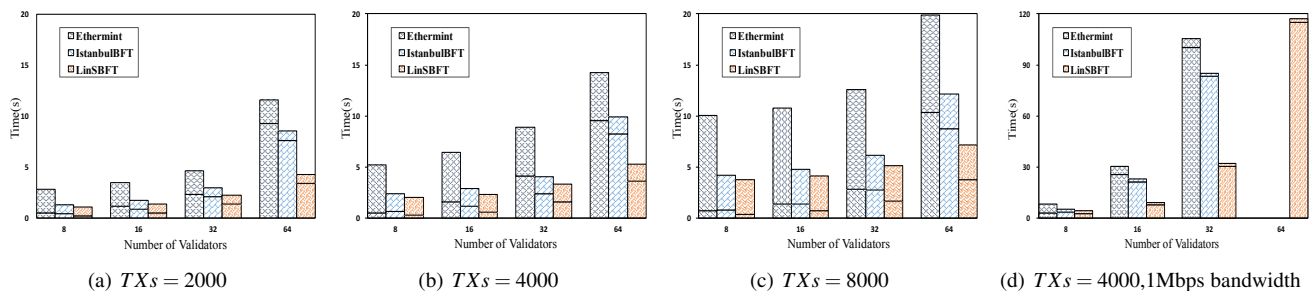 20
15
10
5
0
Time(s)
Ethermint
IstanbulBFT
LinSBFT
8
16
32
64
Number of Validators
(a) TXs = 2000
20
15
10
5
0
Time(s)
Ethermint
IstanbulBFT
LinSBFT
8
16
32
64
Number of Validators
(b) TXs = 4000
20
15
10
5
0
Time(s)
Ethermint
IstanbulBFT
LinSBFT
8
16
32
64
Number of Validators
(c) TXs = 8000
120
90
60
30
0
Time(s)
Ethermint
IstanbulBFT
LinSBFT
8
16
32
64
Number of Validators
(d) TXs = 4000,1Mbps bandwidth